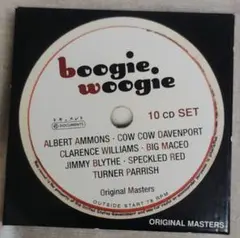 boogie
woogie
10 CD SET
DOCUMENTS
ALBERT AMMONS · COW COW DAVENPORT
CLARENCE WILLIAMS · BIG MACEO
JIMMY BLYTHE · SPECKLED RED
TURNER PARRISH
Original Masters
OUTSIDE START 78 RPM
ORIGINAL MASTERS